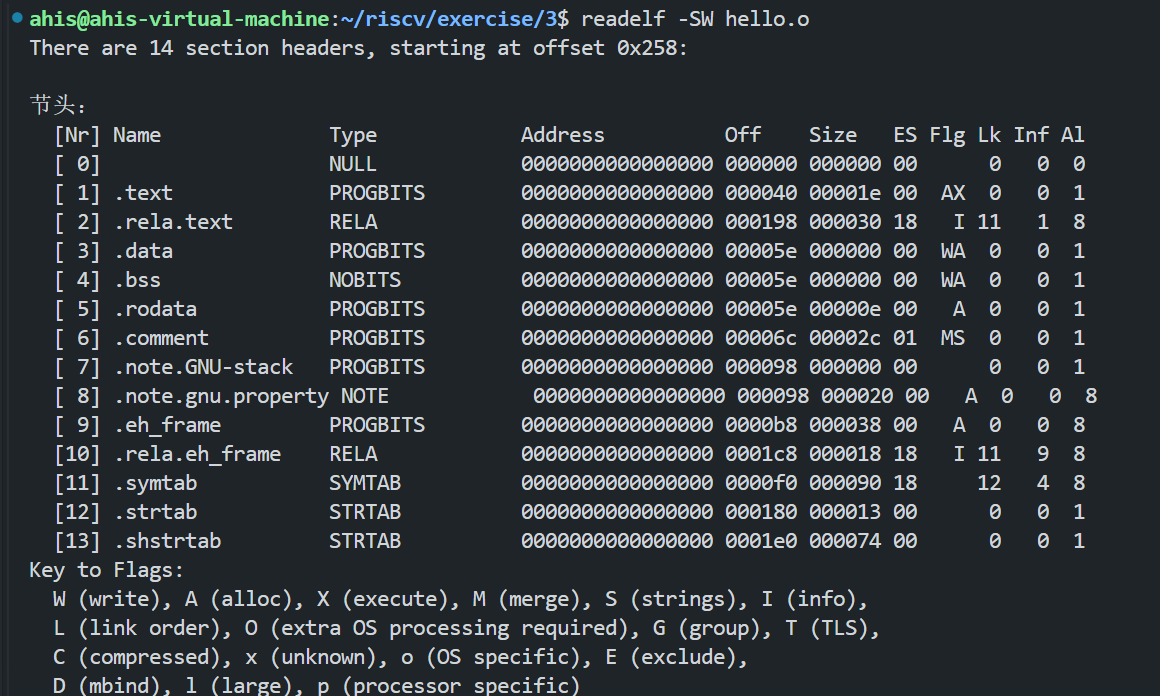 ahis@ahis-virtual-machine:~/riscv/exercise/3$ readelf -SW hello.o
There are 14 section headers, starting at offset 0x258:

节头：
  [Nr] Name              Type            Address          Off    Size   ES Flg Lk Inf Al
  [ 0]                   NULL            0000000000000000 000000 000000 00      0   0  0
  [ 1] .text             PROGBITS        0000000000000000 000040 00001e 00  AX  0   0  1
  [ 2] .rela.text        RELA            0000000000000000 000198 000030 18   I 11   1  8
  [ 3] .data             PROGBITS        0000000000000000 00005e 000000 00  WA  0   0  1
  [ 4] .bss              NOBITS          0000000000000000 00005e 000000 00  WA  0   0  1
  [ 5] .rodata           PROGBITS        0000000000000000 00005e 00000e 00   A  0   0  1
  [ 6] .comment          PROGBITS        0000000000000000 00006c 00002c 01  MS  0   0  1
  [ 7] .note.GNU-stack   PROGBITS        0000000000000000 000098 000000 00      0   0  1
  [ 8] .note.gnu.property NOTE            0000000000000000 000098 000020 00   A  0   0  8
  [ 9] .eh_frame         PROGBITS        0000000000000000 0000b8 000038 00   A  0   0  8
  [10] .rela.eh_frame    RELA            0000000000000000 0001c8 000018 18   I 11   9  8
  [11] .symtab           SYMTAB          0000000000000000 0000f0 000090 18     12   4  8
  [12] .strtab           STRTAB          0000000000000000 000180 000013 00      0   0  1
  [13] .shstrtab         STRTAB          0000000000000000 0001e0 000074 00      0   0  1
Key to Flags:
  W (write), A (alloc), X (execute), M (merge), S (strings), I (info),
  L (link order), O (extra OS processing required), G (group), T (TLS),
  C (compressed), x (unknown), o (OS specific), E (exclude),
  D (mbind), l (large), p (processor specific)